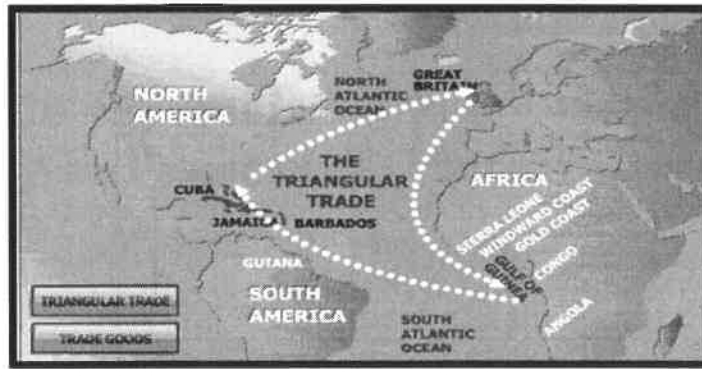 NORTH
AMERICA
NORTH
ATLANTIC
OCEAN
GREAT
BRITAIN
THE
TRIANGULAR
TRADE
AFRICA
CUBA
JAMAICA
BARBADOS
SIERRA LEONE
WINDWARD COAST
GOLD COAST
GULF OF
GUINEA
CONGO
ANGOLA
GUIANA
SOUTH
AMERICA
SOUTH
ATLANTIC
OCEAN
TRIANGULAR TRADE
TRADE GOODS